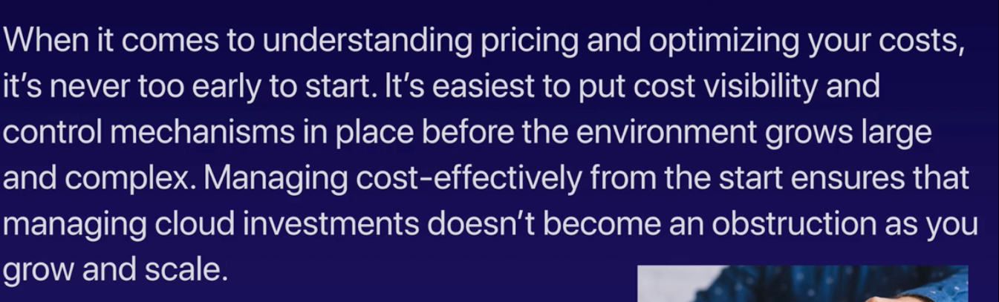 When it comes to understanding pricing and optimizing your costs,
it’s never too early to start. It’s easiest to put cost visibility and
control mechanisms in place before the environment grows large
and complex. Managing cost-effectively from the start ensures that
managing cloud investments doesn’t become an obstruction as you
grow and scale.